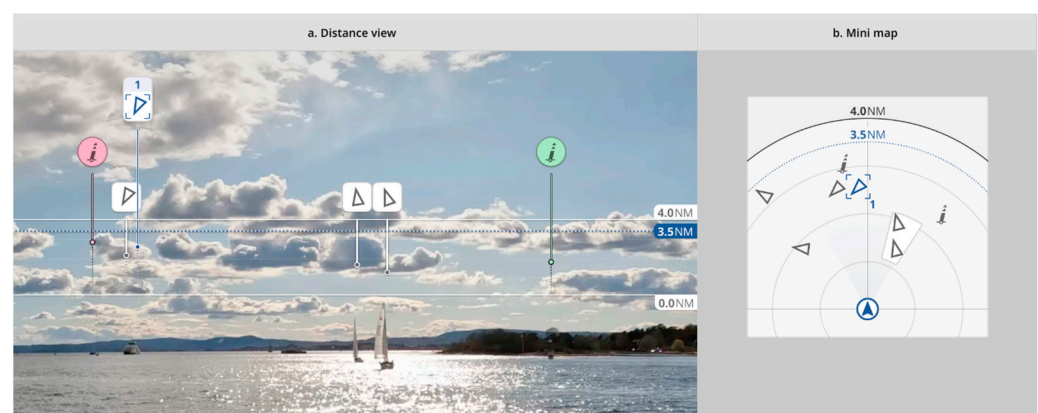 a. Distance view
b. Mini map
1
4.0NM
3.5NM
0.0NM
4.0NM
3.5NM
1